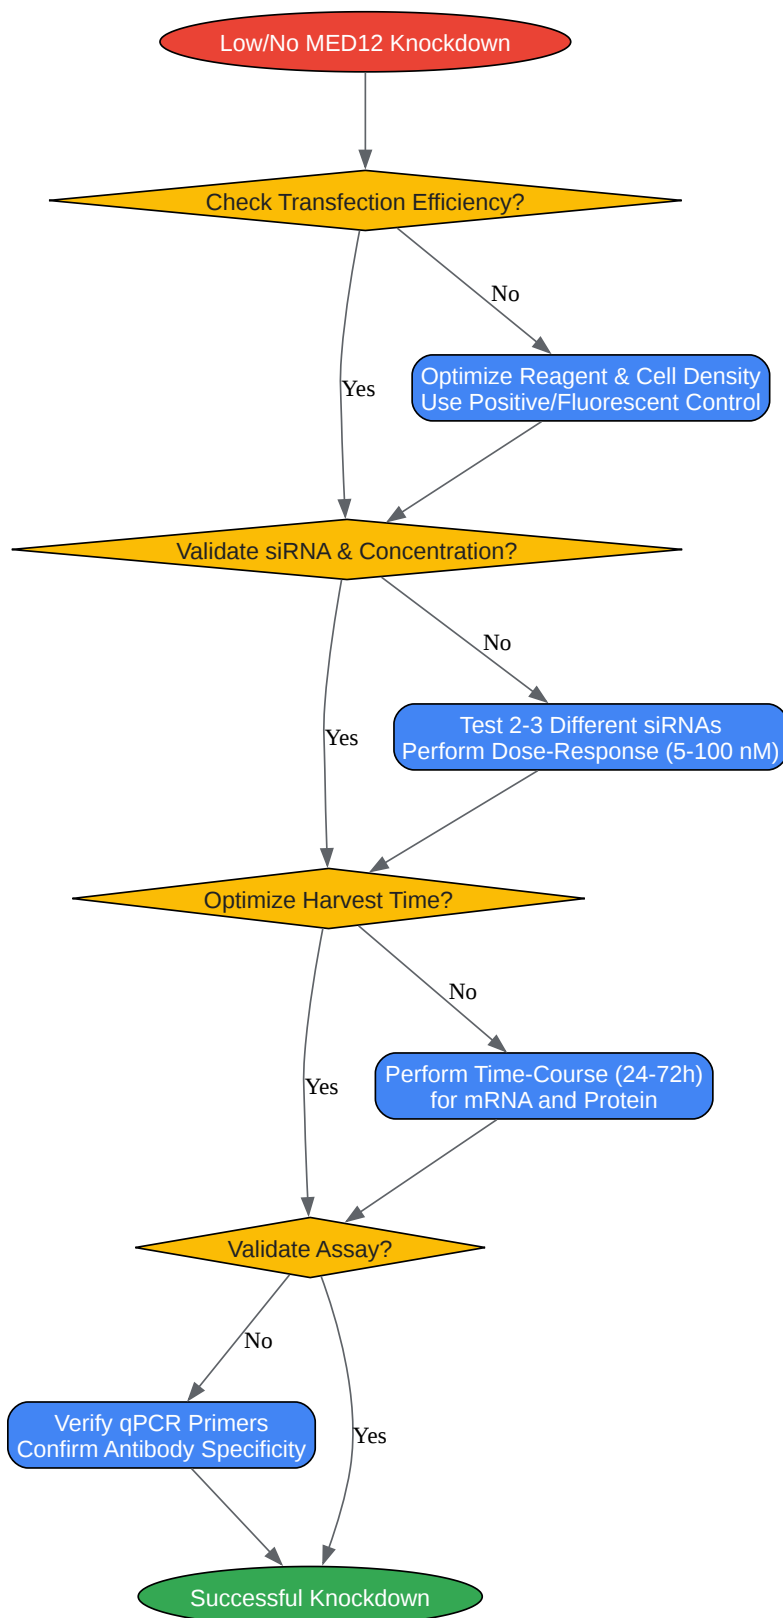 Low/No MED12 Knockdown
Check Transfection Efficiency?
No
Optimize Reagent & Cell Density
Use Positive/Fluorescent Control
Yes
Validate siRNA & Concentration?
No
Test 2-3 Different siRNAs
Perform Dose-Response (5-100 nM)
Yes
Optimize Harvest Time?
No
Perform Time-Course (24-72h)
for mRNA and Protein
Yes
Validate Assay?
No
Verify qPCR Primers
Confirm Antibody Specificity
Yes
Successful Knockdown